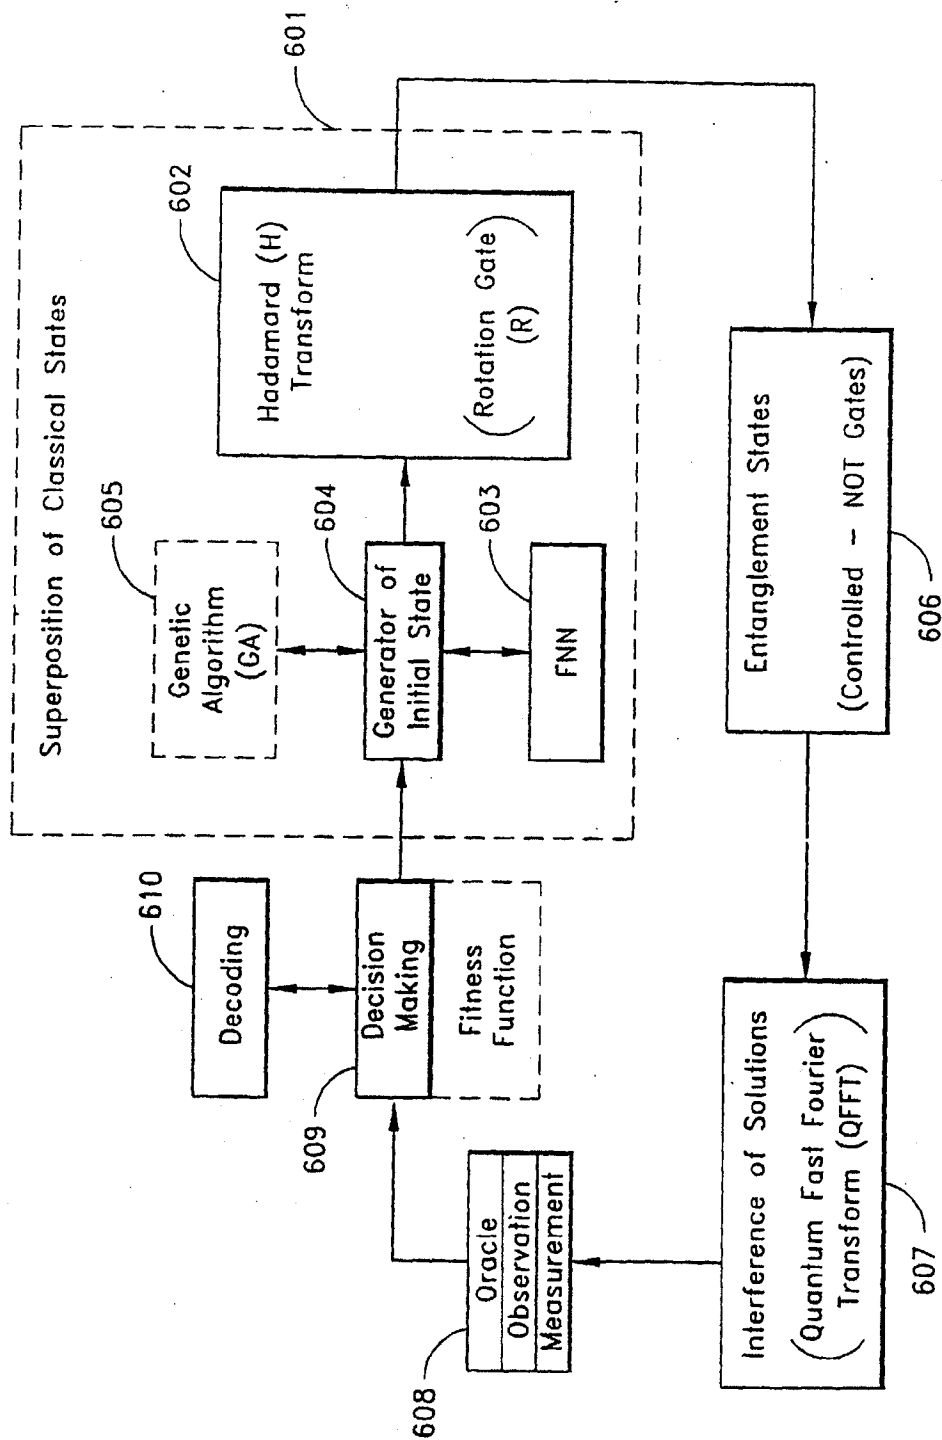 601
Superposition of Classical States
605
Genetic
Algorithm
(GA)
604
Generator of
Initial State
603
FNN
602
Hadamard (H)
Transform
(Rotation Gate)
(R)
610
Decoding
609
Decision
Making
Fitness
Function
608
Oracle
Observation
Measurement
Interference of Solutions
(Quantum Fast Fourier
Transform (QFFT))
607
Entanglement States
(Controlled – NOT Gates)
606